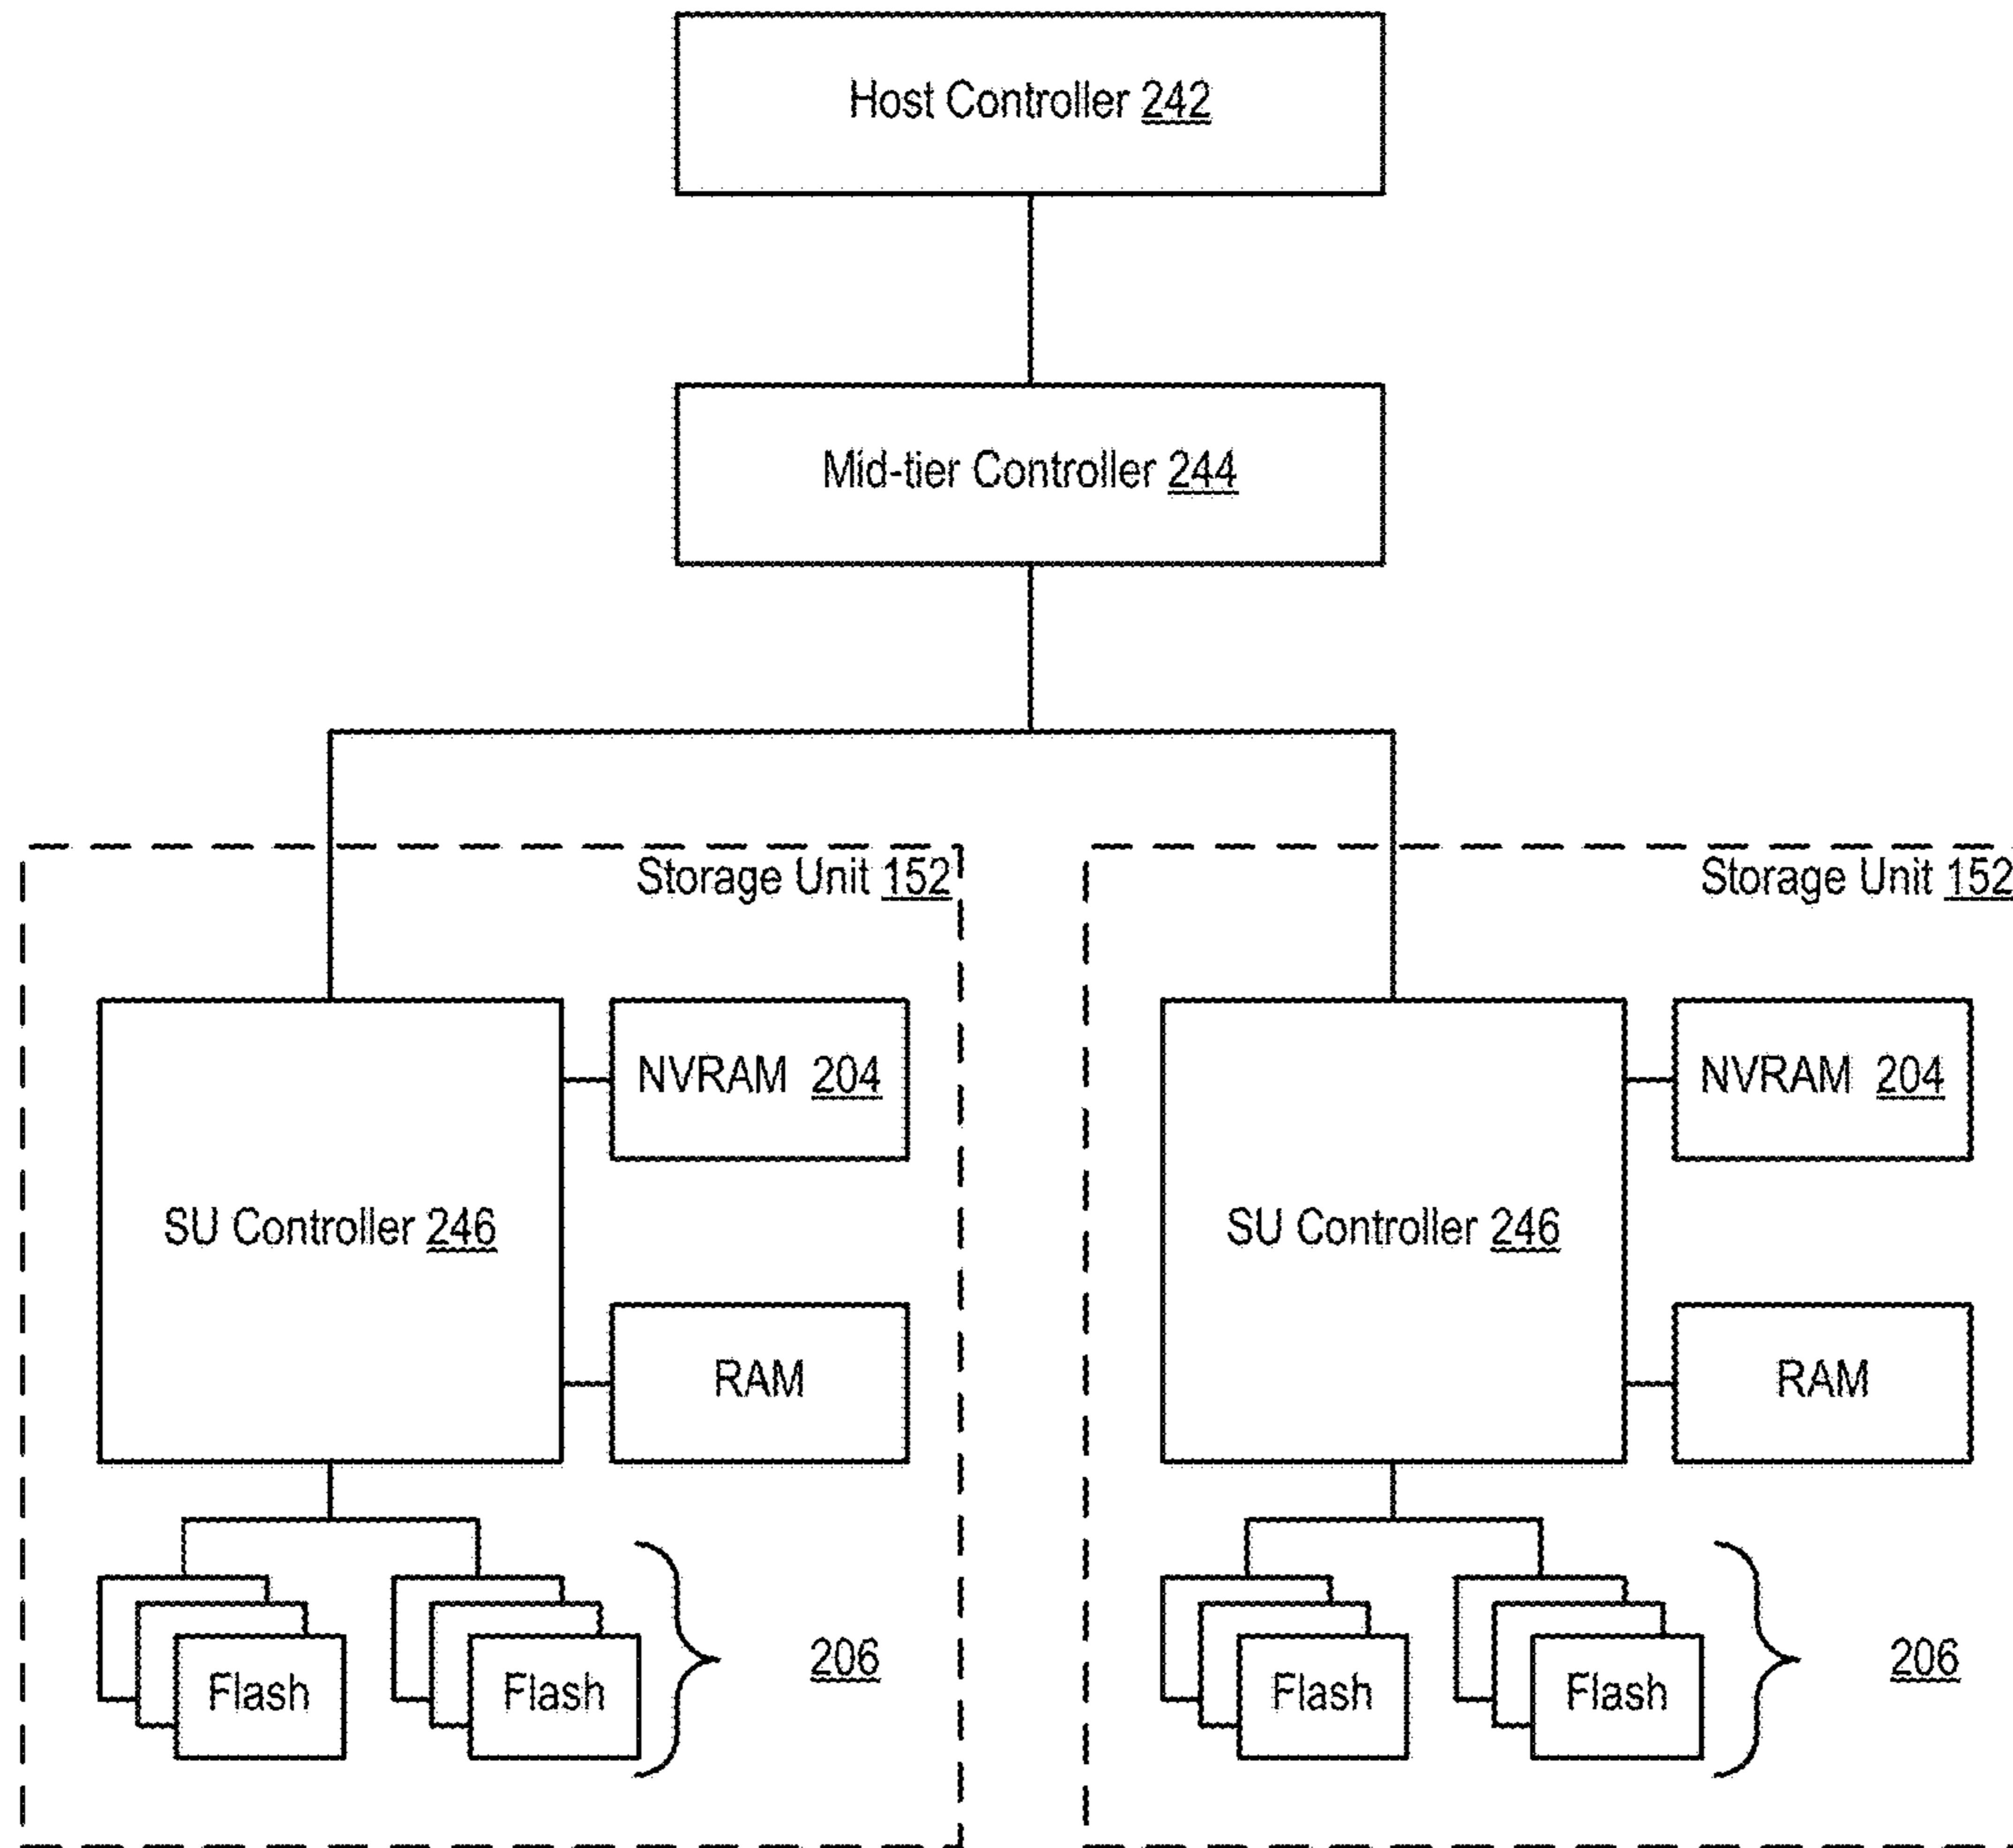 Host Controller 242
Mid-tier Controller 244
Storage Unit 152
Storage Unit 152
NVRAM 204
NVRAM 204
SU Controller 246
SU Controller 246
RAM
RAM
Flash
Flash
206
Flash
Flash
206